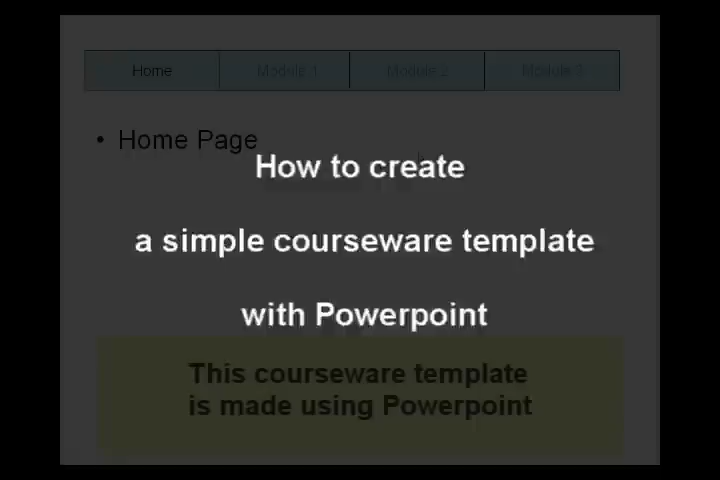 Home Module 1 Module 2 Module 3
• Home Page
How to create
a simple courseware template
with Powerpoint
This courseware template
is made using Powerpoint